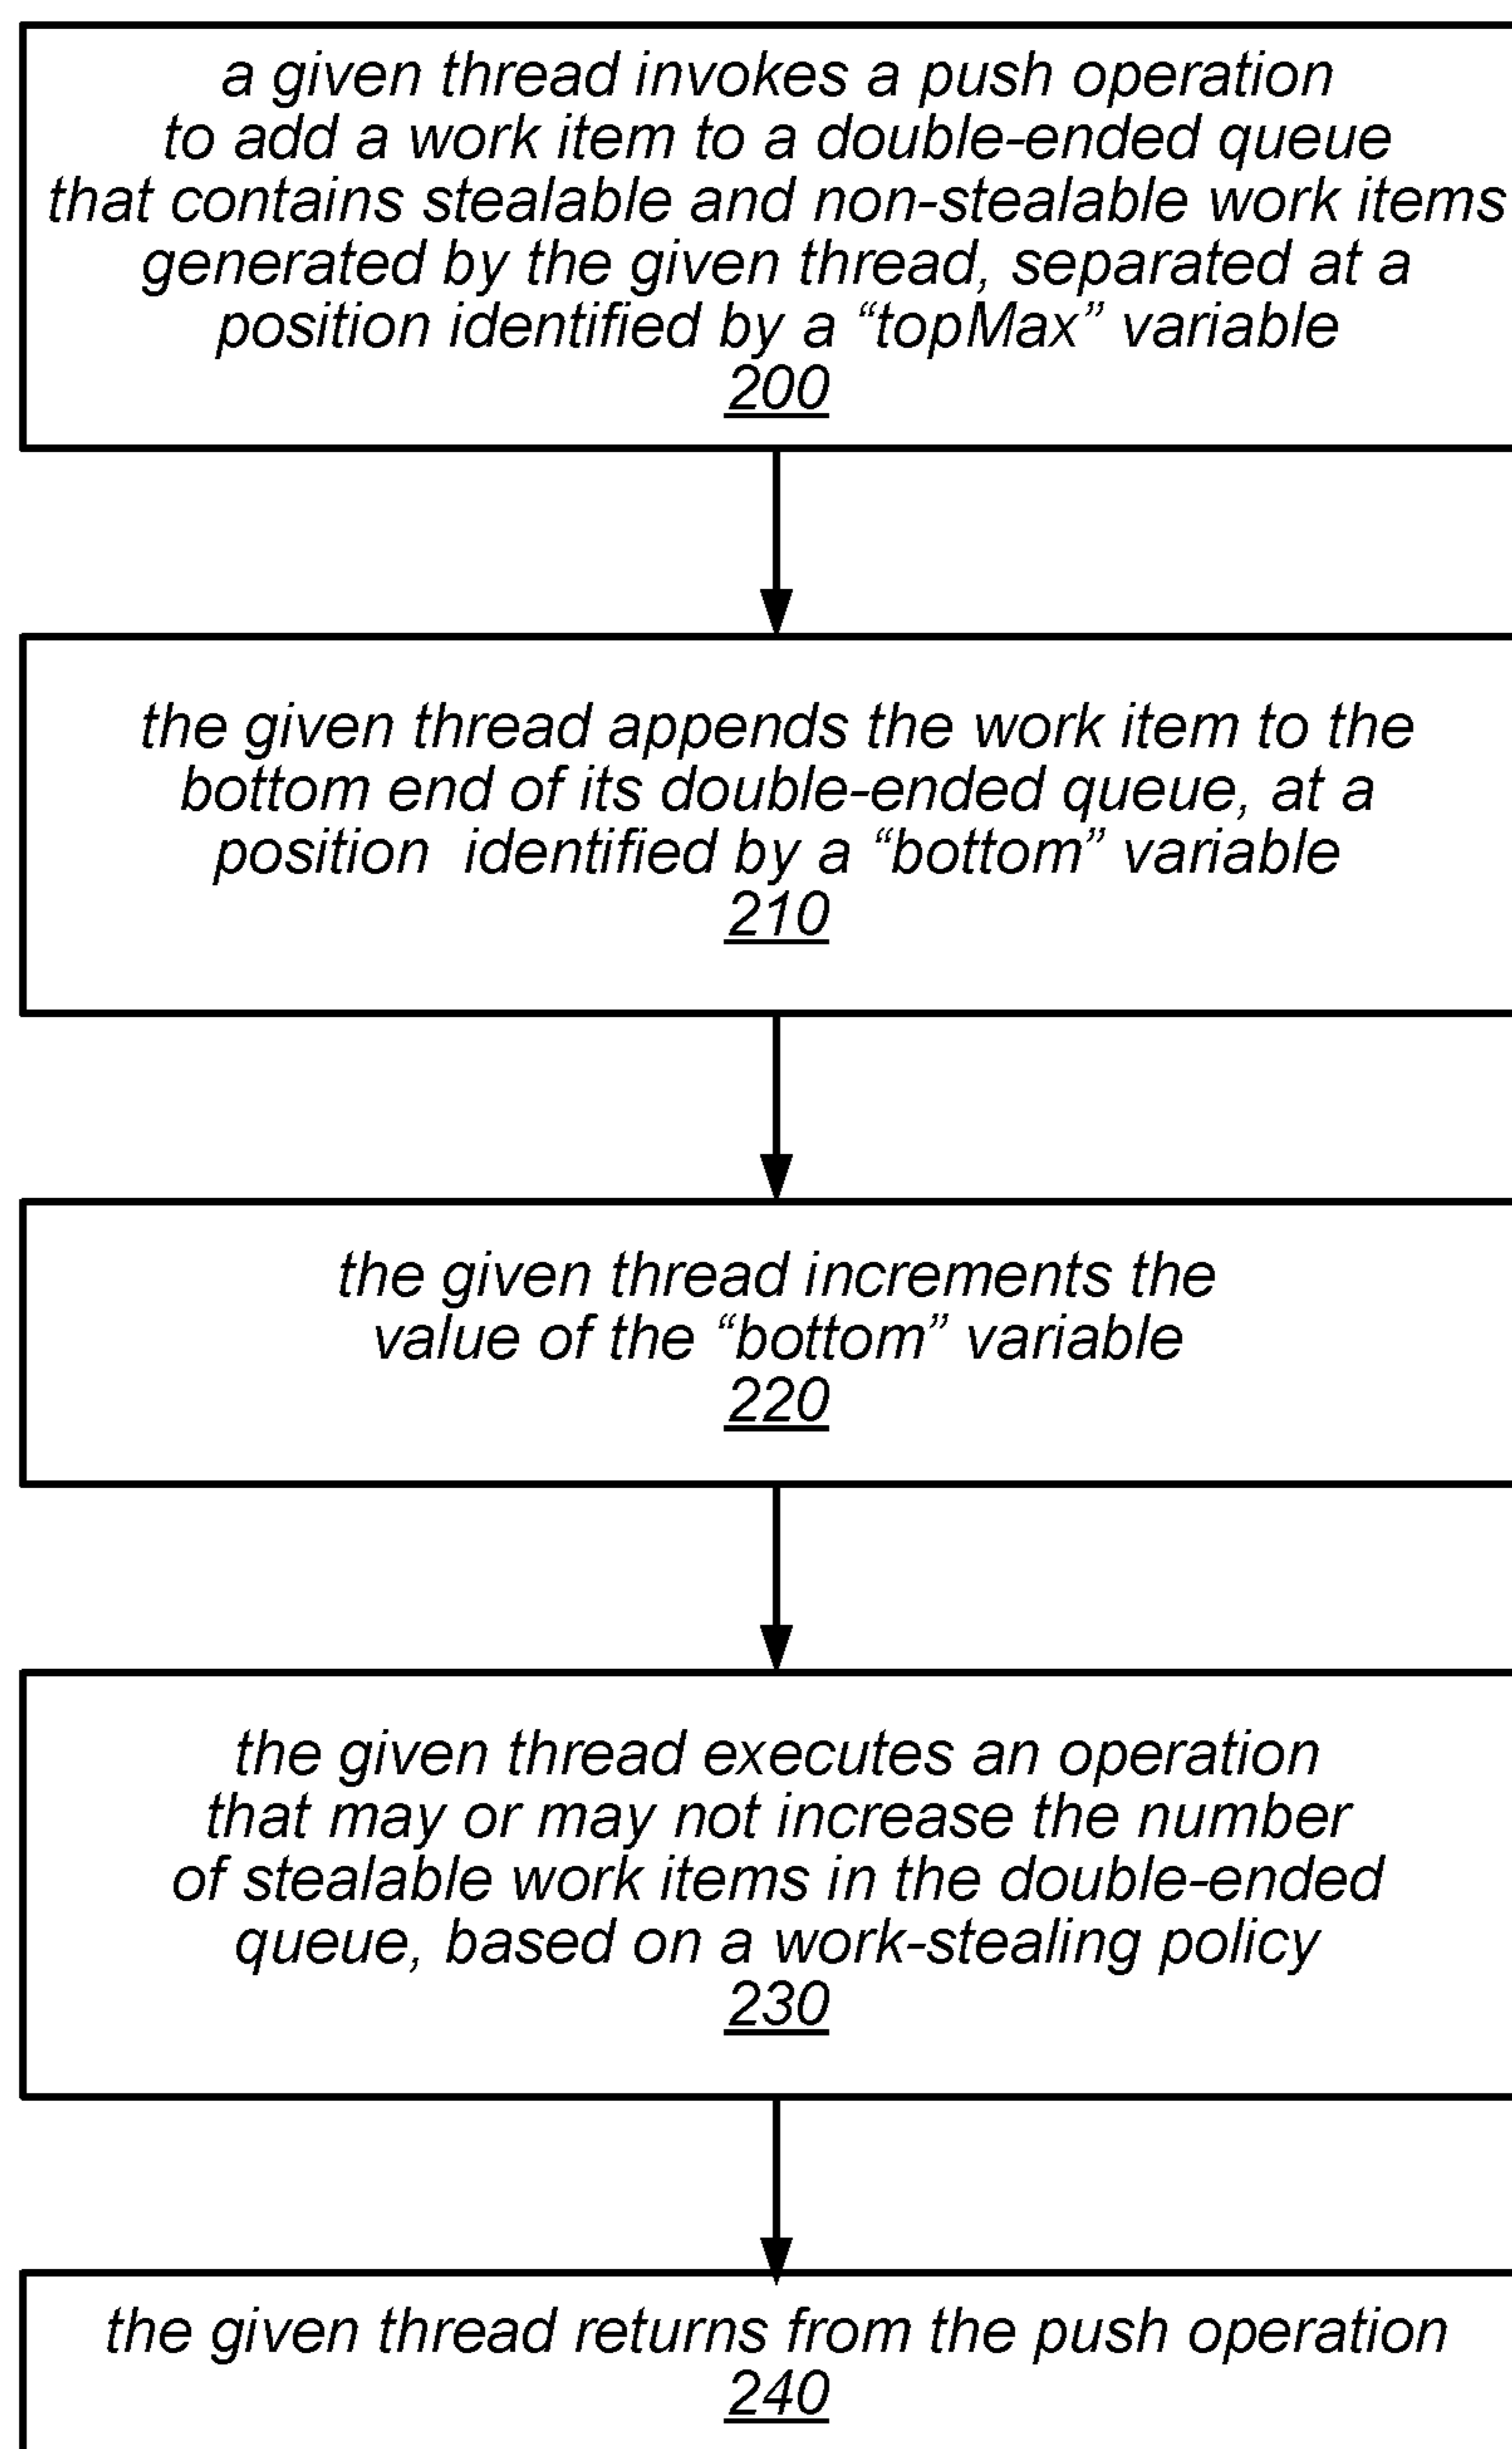 a given thread invokes a push operation
to add a work item to a double-ended queue
that contains stealable and non-stealable work items
generated by the given thread, separated at a
position identified by a “topMax” variable
200
the given thread appends the work item to the
bottom end of its double-ended queue, at a
position identified by a “bottom” variable
210
the given thread increments the
value of the “bottom” variable
220
the given thread executes an operation
that may or may not increase the number
of stealable work items in the double-ended
queue, based on a work-stealing policy
230
the given thread returns from the push operation
240